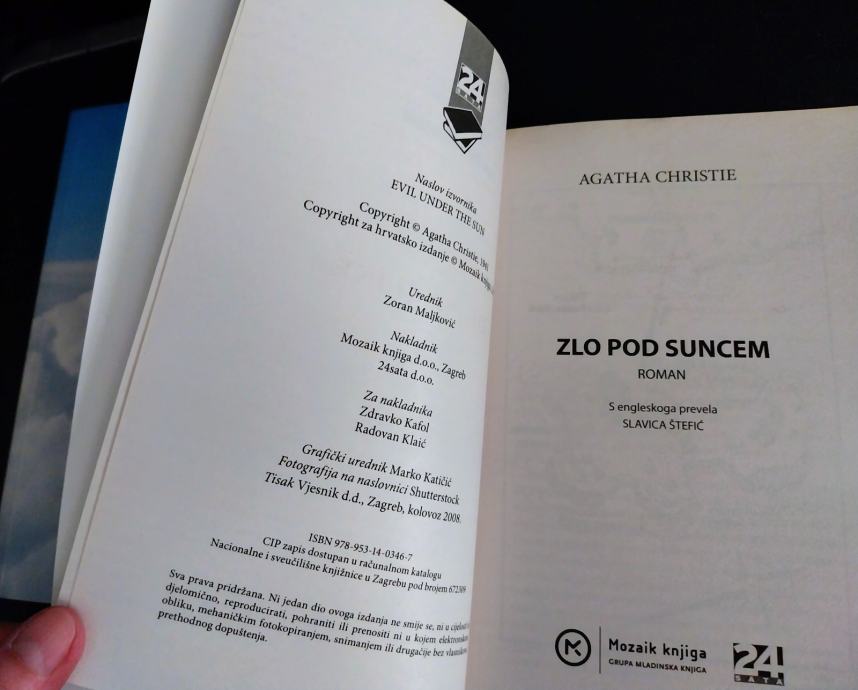 24
SATA
Naslov izvornika
EVIL UNDER THE SUN
Copyright © Agatha Christie,
Copyright za hrvatsko izdanje © Mozaik
Urednik
Zoran Maljković
Nakladnik
Mozaik knjiga d.o.o., Zagreb
24sata d.o.o.
Za nakladnika
Zdravko Kafol
Radovan Klaić
Grafički urednik Marko Katičić
Fotografija na naslovnici Shutterstock
Tisak Vjesnik d.d., Zagreb, kolovoz 2008.
ISBN 978-953-14-0346-7
CIP zapis dostupan u računalnom katalogu
Nacionalne i sveučilišne knjižnice u Zagrebu pod brojem 672309
Sva prava pridržana. Ni jedan dio ovoga izdanja ne smije se, ni u
djelomično, reproducirati, pohraniti ili prenositi ni u kojem
obliku, mehaničkim fotokopiranjem, snimanjem ili drugačije bez
prethodnog dopuštenja.
AGATHA CHRISTIE
ZLO POD SUNCEM
ROMAN
S engleskoga prevela
SLAVICA ŠTEFIĆ
Mozaik knjiga
GRUPA MLADINSKA KNJIGA
24
SATA